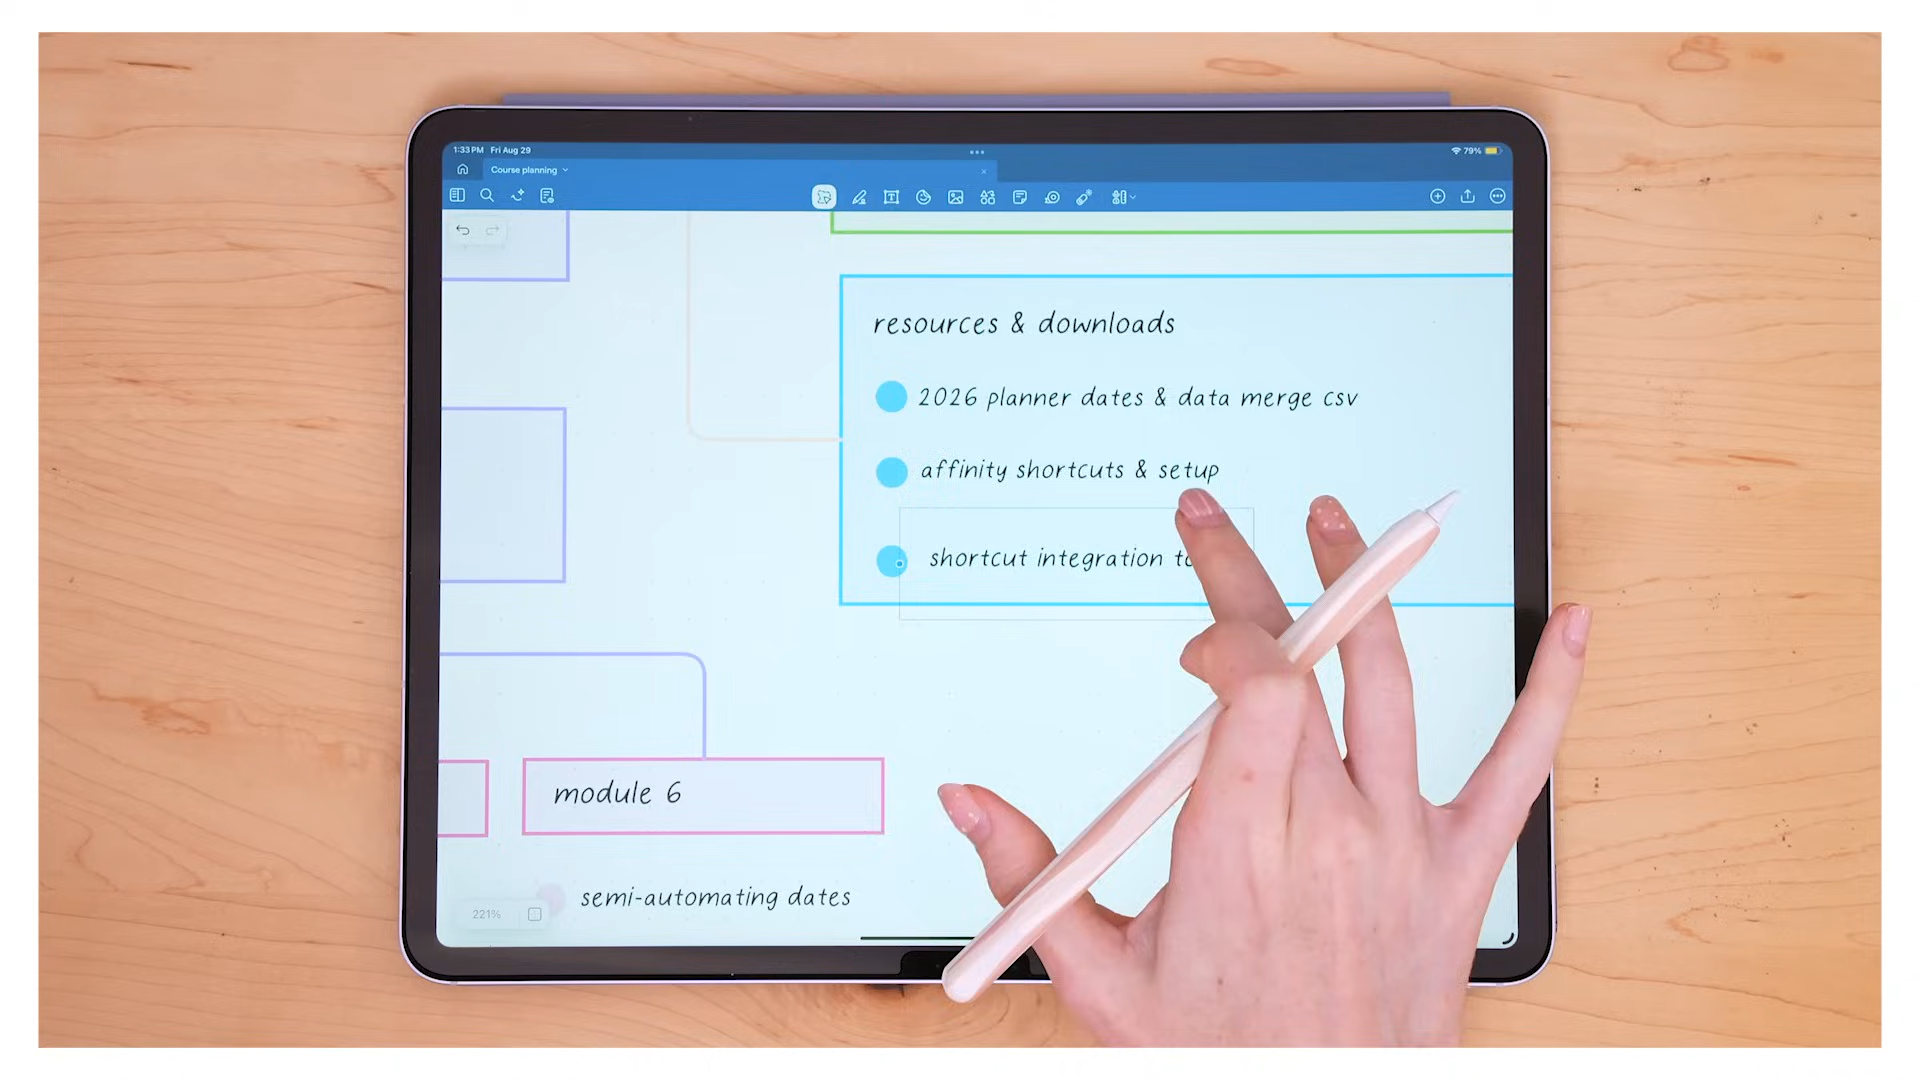 1:33 PM Fri Aug 29
79%
Course planning
resources & downloads
2026 planner dates & data merge csv
affinity shortcuts & setup
shortcut integration
module 6
semi-automating dates
221%